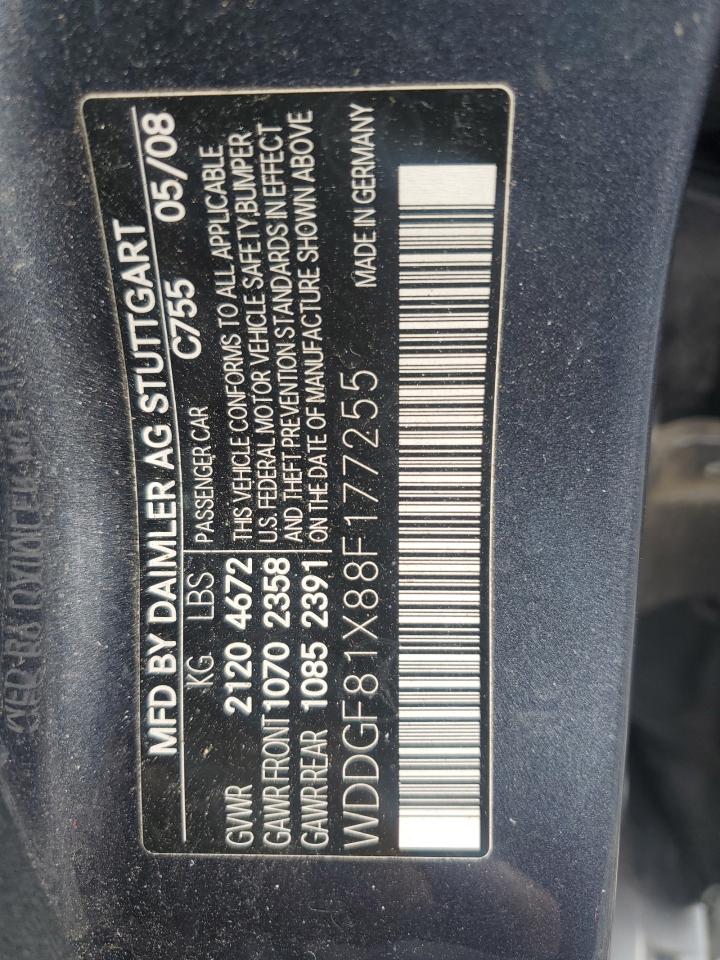 MFD BY DAIMLER AG STUTTGART
KG LBS C755 05/08
PASSENGER CAR
GVWR 2120 4672 THIS VEHICLE CONFORMS TO ALL APPLICABLE
GAWR FRONT 1070 2358 U.S. FEDERAL MOTOR VEHICLE SAFETY,BUMPER
GAWR REAR 1085 2391 AND THEFT PREVENTION STANDARDS IN EFFECT
ON THE DATE OF MANUFACTURE SHOWN ABOVE
WDDGF81X88F177255 MADE IN GERMANY